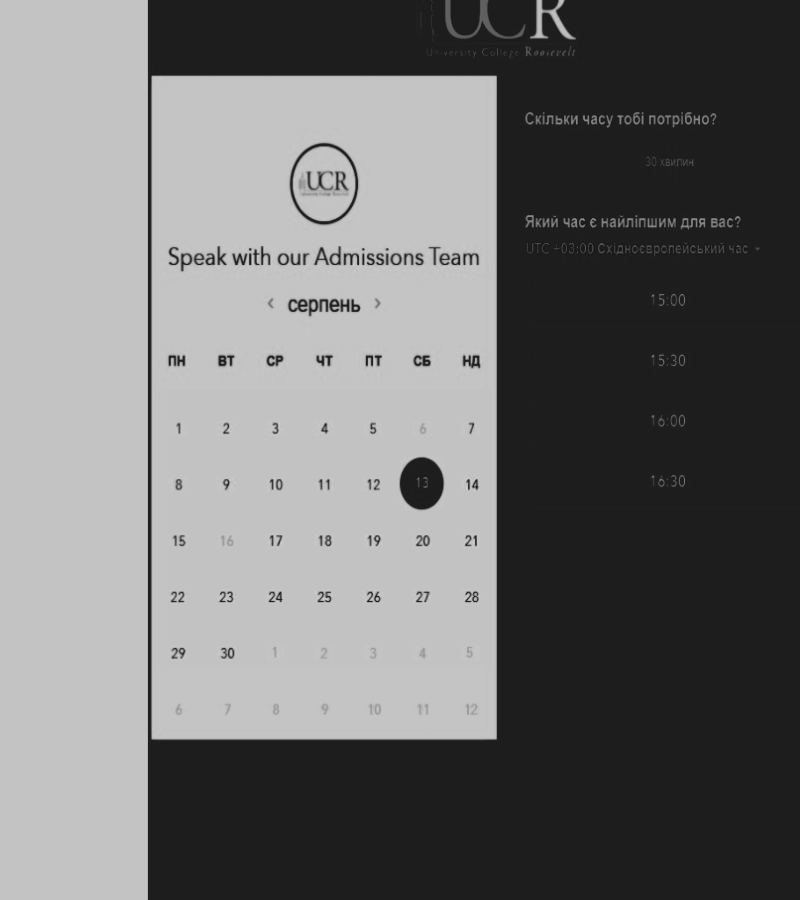 UCR
University College Roosevelt
UCR
Speak with our Admissions Team
< серпень >
ПН ВТ СР ЧТ ПТ СБ НД
1 2 3 4 5 6 7
8 9 10 11 12 13 14
15 16 17 18 19 20 21
22 23 24 25 26 27 28
29 30 1 2 3 4 5
6 7 8 9 10 11 12
Скільки часу тобі потрібно?
30 хвилин
Який час є найліпшим для вас?
UTC +03:00 Східноєвропейський час
15:00
15:30
16:00
16:30